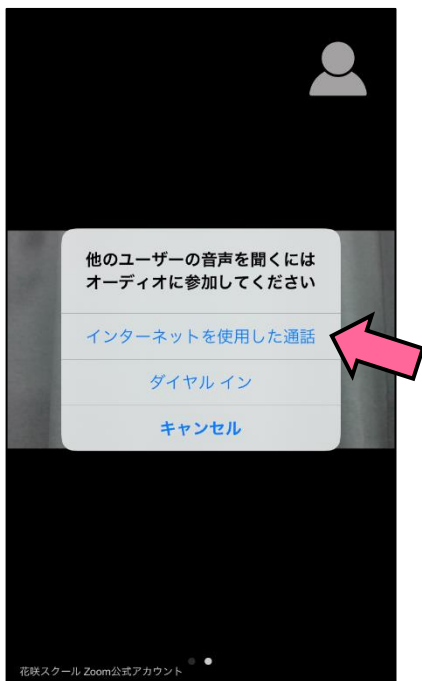 他のユーザーの音声を聞くには
オーディオに参加してください
インターネットを使用した通話
ダイヤル イン
キャンセル
花咲スクール Zoom公式アカウント